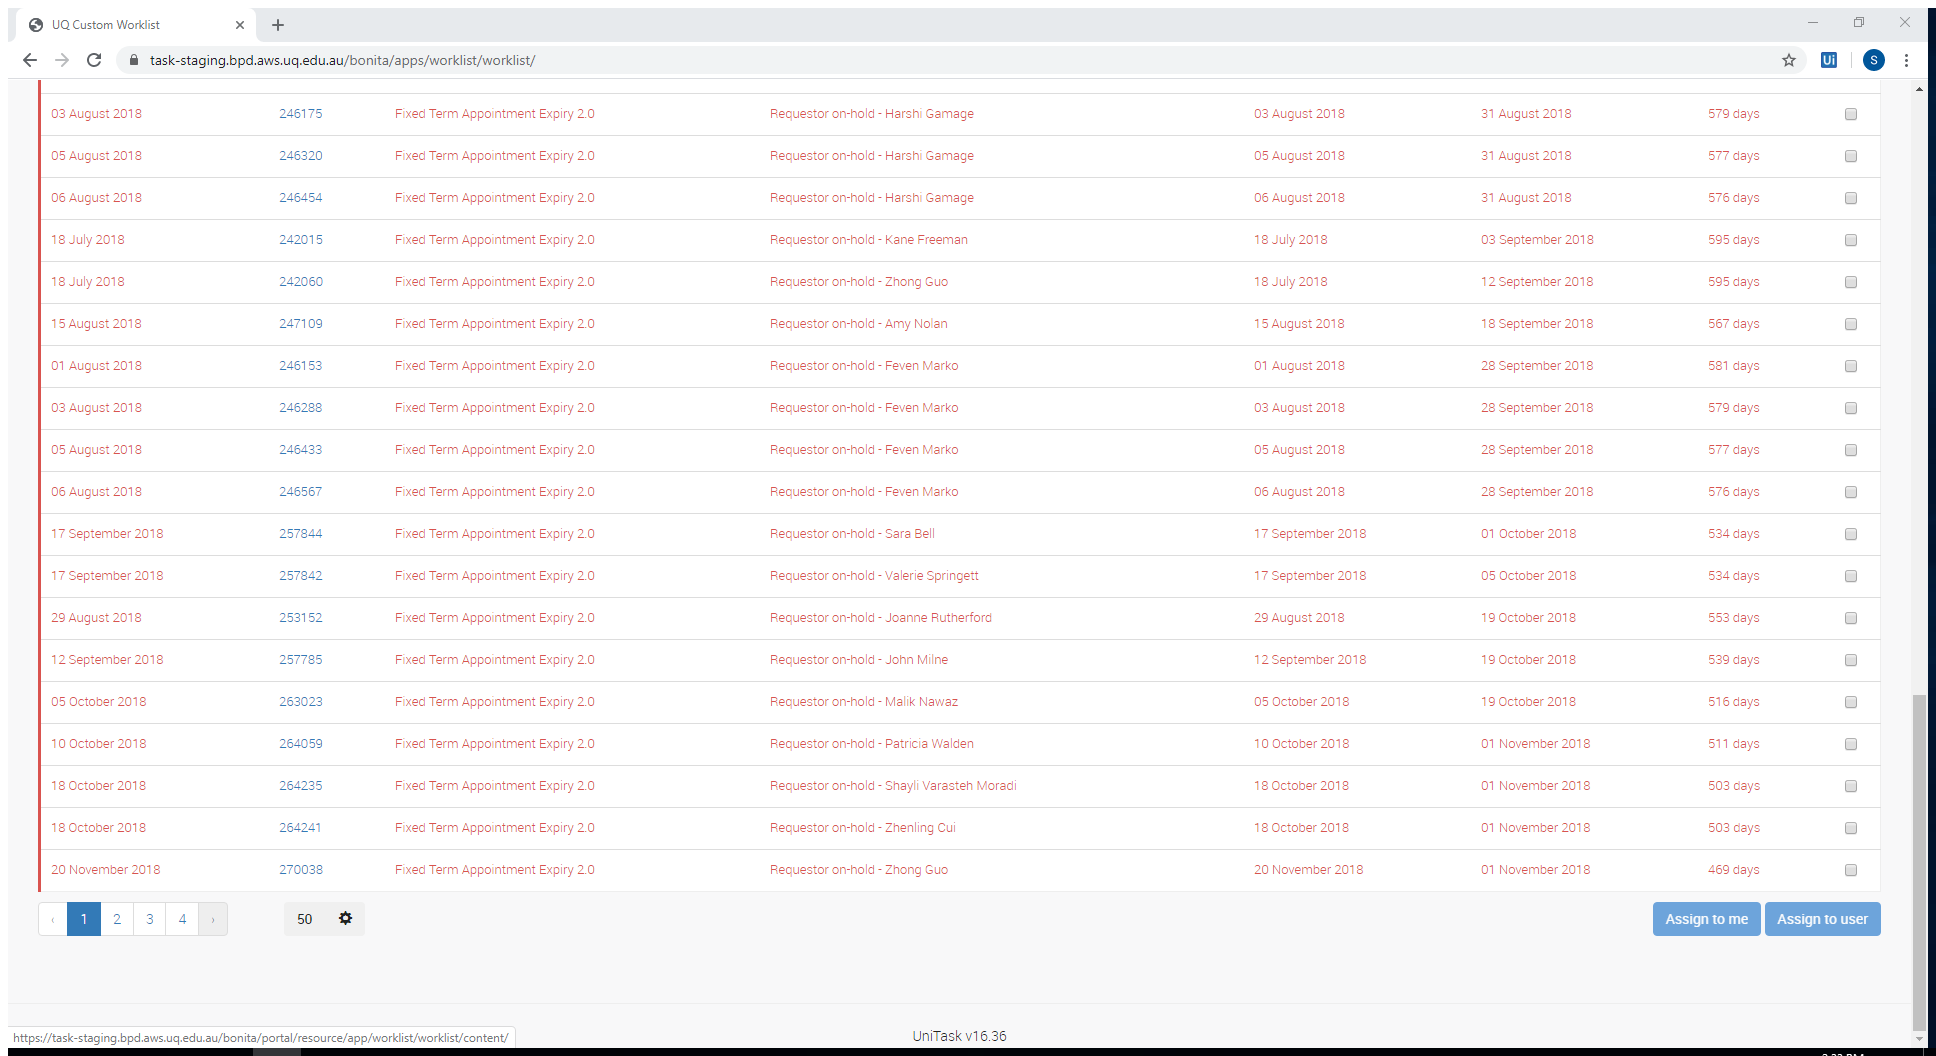 UQ Custom Worklist
task-staging.bpd.aws.uq.edu.au/bonita/apps/worklist/worklist/
Ui
S
03 August 2018 246175 Fixed Term Appointment Expiry 2.0 Requestor on-hold - Harshi Gamage 03 August 2018 31 August 2018 579 days
05 August 2018 246320 Fixed Term Appointment Expiry 2.0 Requestor on-hold - Harshi Gamage 05 August 2018 31 August 2018 577 days
06 August 2018 246454 Fixed Term Appointment Expiry 2.0 Requestor on-hold - Harshi Gamage 06 August 2018 31 August 2018 576 days
18 July 2018 242015 Fixed Term Appointment Expiry 2.0 Requestor on-hold - Kane Freeman 18 July 2018 03 September 2018 595 days
18 July 2018 242060 Fixed Term Appointment Expiry 2.0 Requestor on-hold - Zhong Guo 18 July 2018 12 September 2018 595 days
15 August 2018 247109 Fixed Term Appointment Expiry 2.0 Requestor on-hold - Amy Nolan 15 August 2018 18 September 2018 567 days
01 August 2018 246153 Fixed Term Appointment Expiry 2.0 Requestor on-hold - Feven Marko 01 August 2018 28 September 2018 581 days
03 August 2018 246288 Fixed Term Appointment Expiry 2.0 Requestor on-hold - Feven Marko 03 August 2018 28 September 2018 579 days
05 August 2018 246433 Fixed Term Appointment Expiry 2.0 Requestor on-hold - Feven Marko 05 August 2018 28 September 2018 577 days
06 August 2018 246567 Fixed Term Appointment Expiry 2.0 Requestor on-hold - Feven Marko 06 August 2018 28 September 2018 576 days
17 September 2018 257844 Fixed Term Appointment Expiry 2.0 Requestor on-hold - Sara Bell 17 September 2018 01 October 2018 534 days
17 September 2018 257842 Fixed Term Appointment Expiry 2.0 Requestor on-hold - Valerie Springett 17 September 2018 05 October 2018 534 days
29 August 2018 253152 Fixed Term Appointment Expiry 2.0 Requestor on-hold - Joanne Rutherford 29 August 2018 19 October 2018 553 days
12 September 2018 257785 Fixed Term Appointment Expiry 2.0 Requestor on-hold - John Milne 12 September 2018 19 October 2018 539 days
05 October 2018 263023 Fixed Term Appointment Expiry 2.0 Requestor on-hold - Malik Nawaz 05 October 2018 19 October 2018 516 days
10 October 2018 264059 Fixed Term Appointment Expiry 2.0 Requestor on-hold - Patricia Walden 10 October 2018 01 November 2018 511 days
18 October 2018 264235 Fixed Term Appointment Expiry 2.0 Requestor on-hold - Shayli Varasteh Moradi 18 October 2018 01 November 2018 503 days
18 October 2018 264241 Fixed Term Appointment Expiry 2.0 Requestor on-hold - Zhenling Cui 18 October 2018 01 November 2018 503 days
20 November 2018 270038 Fixed Term Appointment Expiry 2.0 Requestor on-hold - Zhong Guo 20 November 2018 01 November 2018 469 days
‹ 1 2 3 4 › 50 Assign to me Assign to user
https://task-staging.bpd.aws.uq.edu.au/bonita/portal/resource/app/worklist/worklist/content/
UniTask v16.36